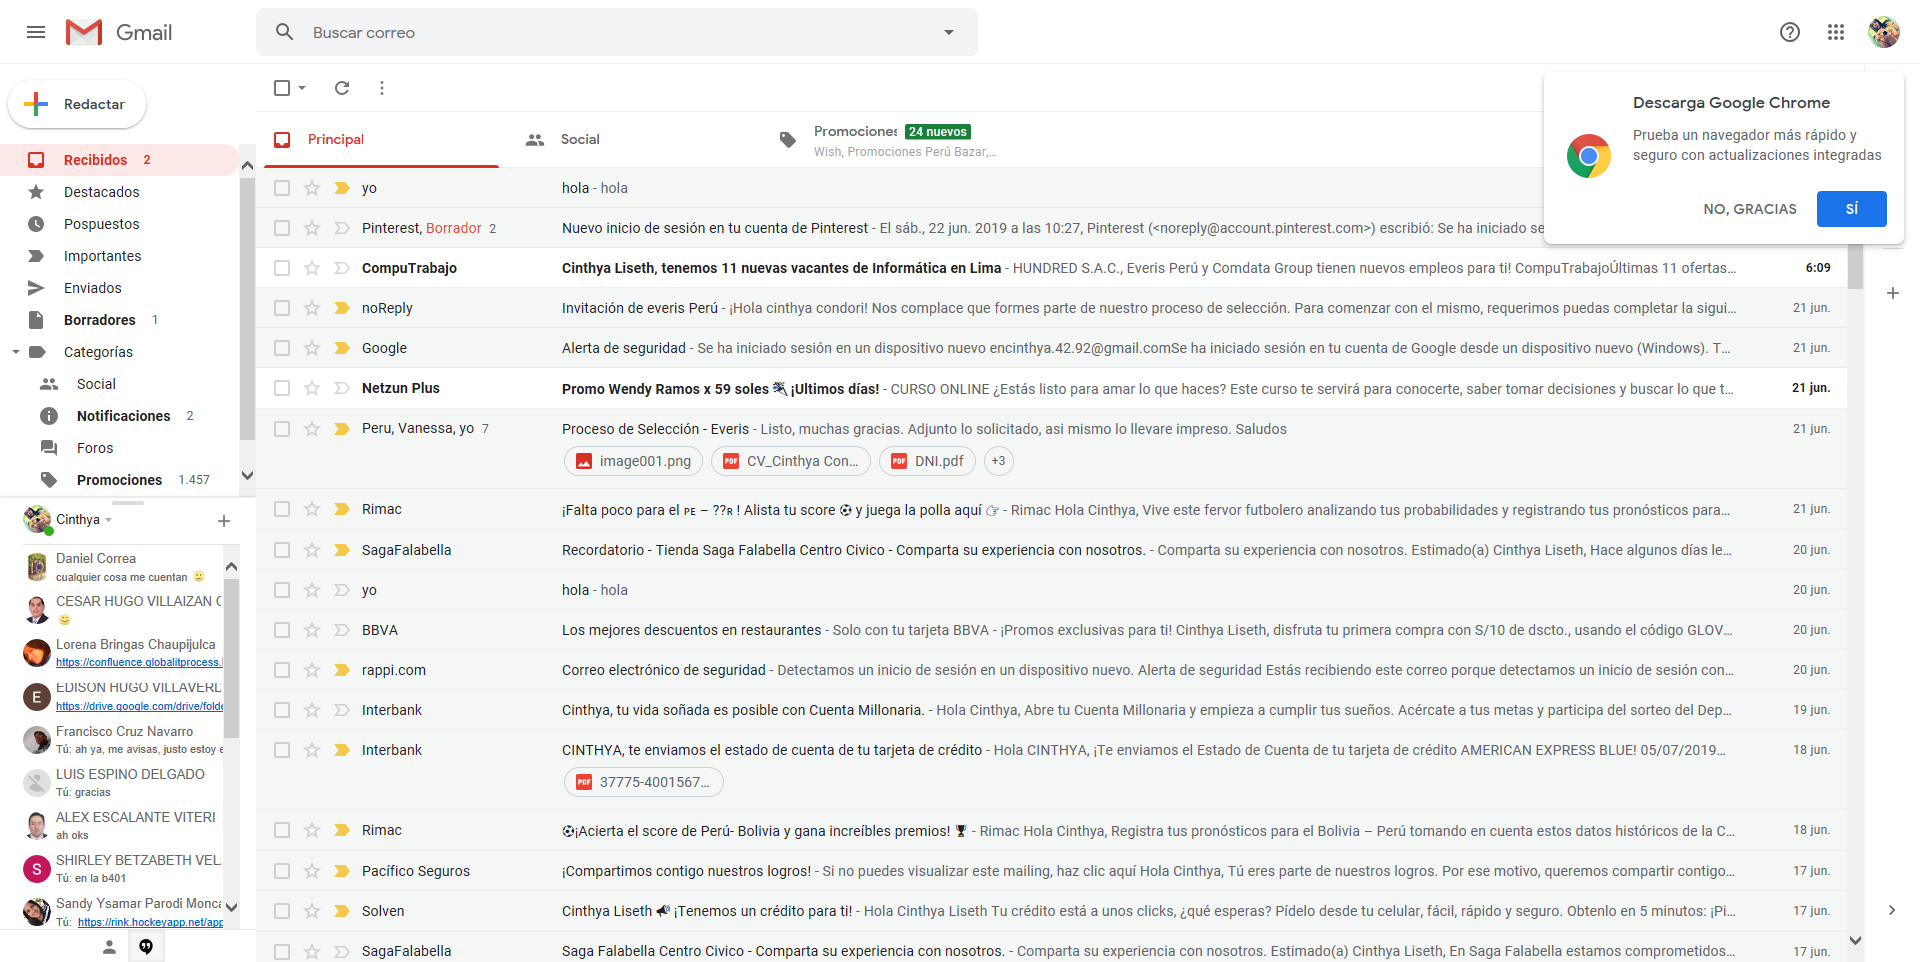 Gmail
Buscar correo
Redactar
Recibidos 2
Destacados
Pospuestos
Importantes
Enviados
Borradores 1
Categorías
Social
Notificaciones 2
Foros
Promociones 1.457
Cinthya
Daniel Correa
cualquier cosa me cuentan
CESAR HUGO VILLAIZAN
Lorena Bringas Chaupijulca
https://confluence.globalitprocess.
EDISON HUGO VILLAVERD
E
https://drive.google.com/drive/folde
Francisco Cruz Navarro
Tú: ah ya, me avisas, justo estoy e
LUIS ESPINO DELGADO
Tú: gracias
ALEX ESCALANTE VITERI
ah oks
SHIRLEY BETZABETH VEL
S
Tú: en la b401
Sandy Ysamar Parodi Monca
Tú: https://rink.hockeyapp.net/app
Principal
Social
Promociones 24 nuevos
Wish, Promociones Perú Bazar,...
Descarga Google Chrome
Prueba un navegador más rápido y
seguro con actualizaciones integradas
NO, GRACIAS SÍ
yo hola - hola
Pinterest, Borrador 2 Nuevo inicio de sesión en tu cuenta de Pinterest - El sáb., 22 jun. 2019 a las 10:27, Pinterest (<noreply@account.pinterest.com>) escribió: Se ha iniciado se
CompuTrabajo Cinthya Liseth, tenemos 11 nuevas vacantes de Informática en Lima - HUNDRED S.A.C., Everis Perú y Comdata Group tienen nuevos empleos para ti! CompuTrabajoÚltimas 11 ofertas... 6:09
noReply Invitación de everis Perú - ¡Hola cinthya condori! Nos complace que formes parte de nuestro proceso de selección. Para comenzar con el mismo, requerimos puedas completar la sigui... 21 jun.
Google Alerta de seguridad - Se ha iniciado sesión en un dispositivo nuevo encinthya.42.92@gmail.comSe ha iniciado sesión en tu cuenta de Google desde un dispositivo nuevo (Windows). T... 21 jun.
Netzun Plus Promo Wendy Ramos x 59 soles ¡Ultimos días! - CURSO ONLINE ¿Estás listo para amar lo que haces? Este curso te servirá para conocerte, saber tomar decisiones y buscar lo que t... 21 jun.
Peru, Vanessa, yo 7 Proceso de Selección - Everis - Listo, muchas gracias. Adjunto lo solicitado, asi mismo lo llevare impreso. Saludos 21 jun.
image001.png PDF CV_Cinthya Con... PDF DNI.pdf +3
Rimac ¡Falta poco para el ᴘᴇ – ??ʀ ! Alista tu score ⚽ y juega la polla aquí 👉 - Rimac Hola Cinthya, Vive este fervor futbolero analizando tus probabilidades y registrando tus pronósticos para... 21 jun.
SagaFalabella Recordatorio - Tienda Saga Falabella Centro Civico - Comparta su experiencia con nosotros. - Comparta su experiencia con nosotros. Estimado(a) Cinthya Liseth, Hace algunos días le... 20 jun.
yo hola - hola 20 jun.
BBVA Los mejores descuentos en restaurantes - Solo con tu tarjeta BBVA - ¡Promos exclusivas para ti! Cinthya Liseth, disfruta tu primera compra con S/10 de dscto., usando el código GLOV... 20 jun.
rappi.com Correo electrónico de seguridad - Detectamos un inicio de sesión en un dispositivo nuevo. Alerta de seguridad Estás recibiendo este correo porque detectamos un inicio de sesión con... 20 jun.
Interbank Cinthya, tu vida soñada es posible con Cuenta Millonaria. - Hola Cinthya, Abre tu Cuenta Millonaria y empieza a cumplir tus sueños. Acércate a tus metas y participa del sorteo del Dep... 19 jun.
Interbank CINTHYA, te enviamos el estado de cuenta de tu tarjeta de crédito - Hola CINTHYA, ¡Te enviamos el Estado de Cuenta de tu tarjeta de crédito AMERICAN EXPRESS BLUE! 05/07/2019... 18 jun.
PDF 37775-4001567...
Rimac ⚽¡Acierta el score de Perú- Bolivia y gana increíbles premios! 🏆 - Rimac Hola Cinthya, Registra tus pronósticos para el Bolivia – Perú tomando en cuenta estos datos históricos de la C... 18 jun.
Pacífico Seguros ¡Compartimos contigo nuestros logros! - Si no puedes visualizar este mailing, haz clic aquí Hola Cinthya, Tú eres parte de nuestros logros. Por ese motivo, queremos compartir contigo... 17 jun.
Solven Cinthya Liseth 📢 ¡Tenemos un crédito para ti! - Hola Cinthya Liseth Tu crédito está a unos clicks, ¿qué esperas? Pídelo desde tu celular, fácil, rápido y seguro. Obtenlo en 5 minutos: ¡Pi... 17 jun.
SagaFalabella Saga Falabella Centro Civico - Comparta su experiencia con nosotros. - Comparta su experiencia con nosotros. Estimado(a) Cinthya Liseth, En Saga Falabella estamos comprometidos... 17 jun.